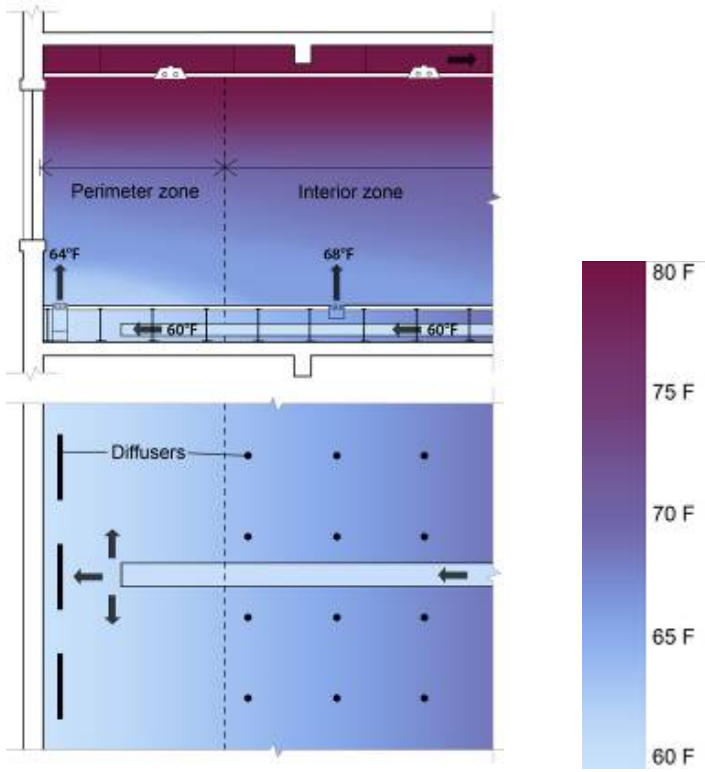 Perimeter zone
Interior zone
64°F
68°F
60°F
60°F
Diffusers
80 F
75 F
70 F
65 F
60 F